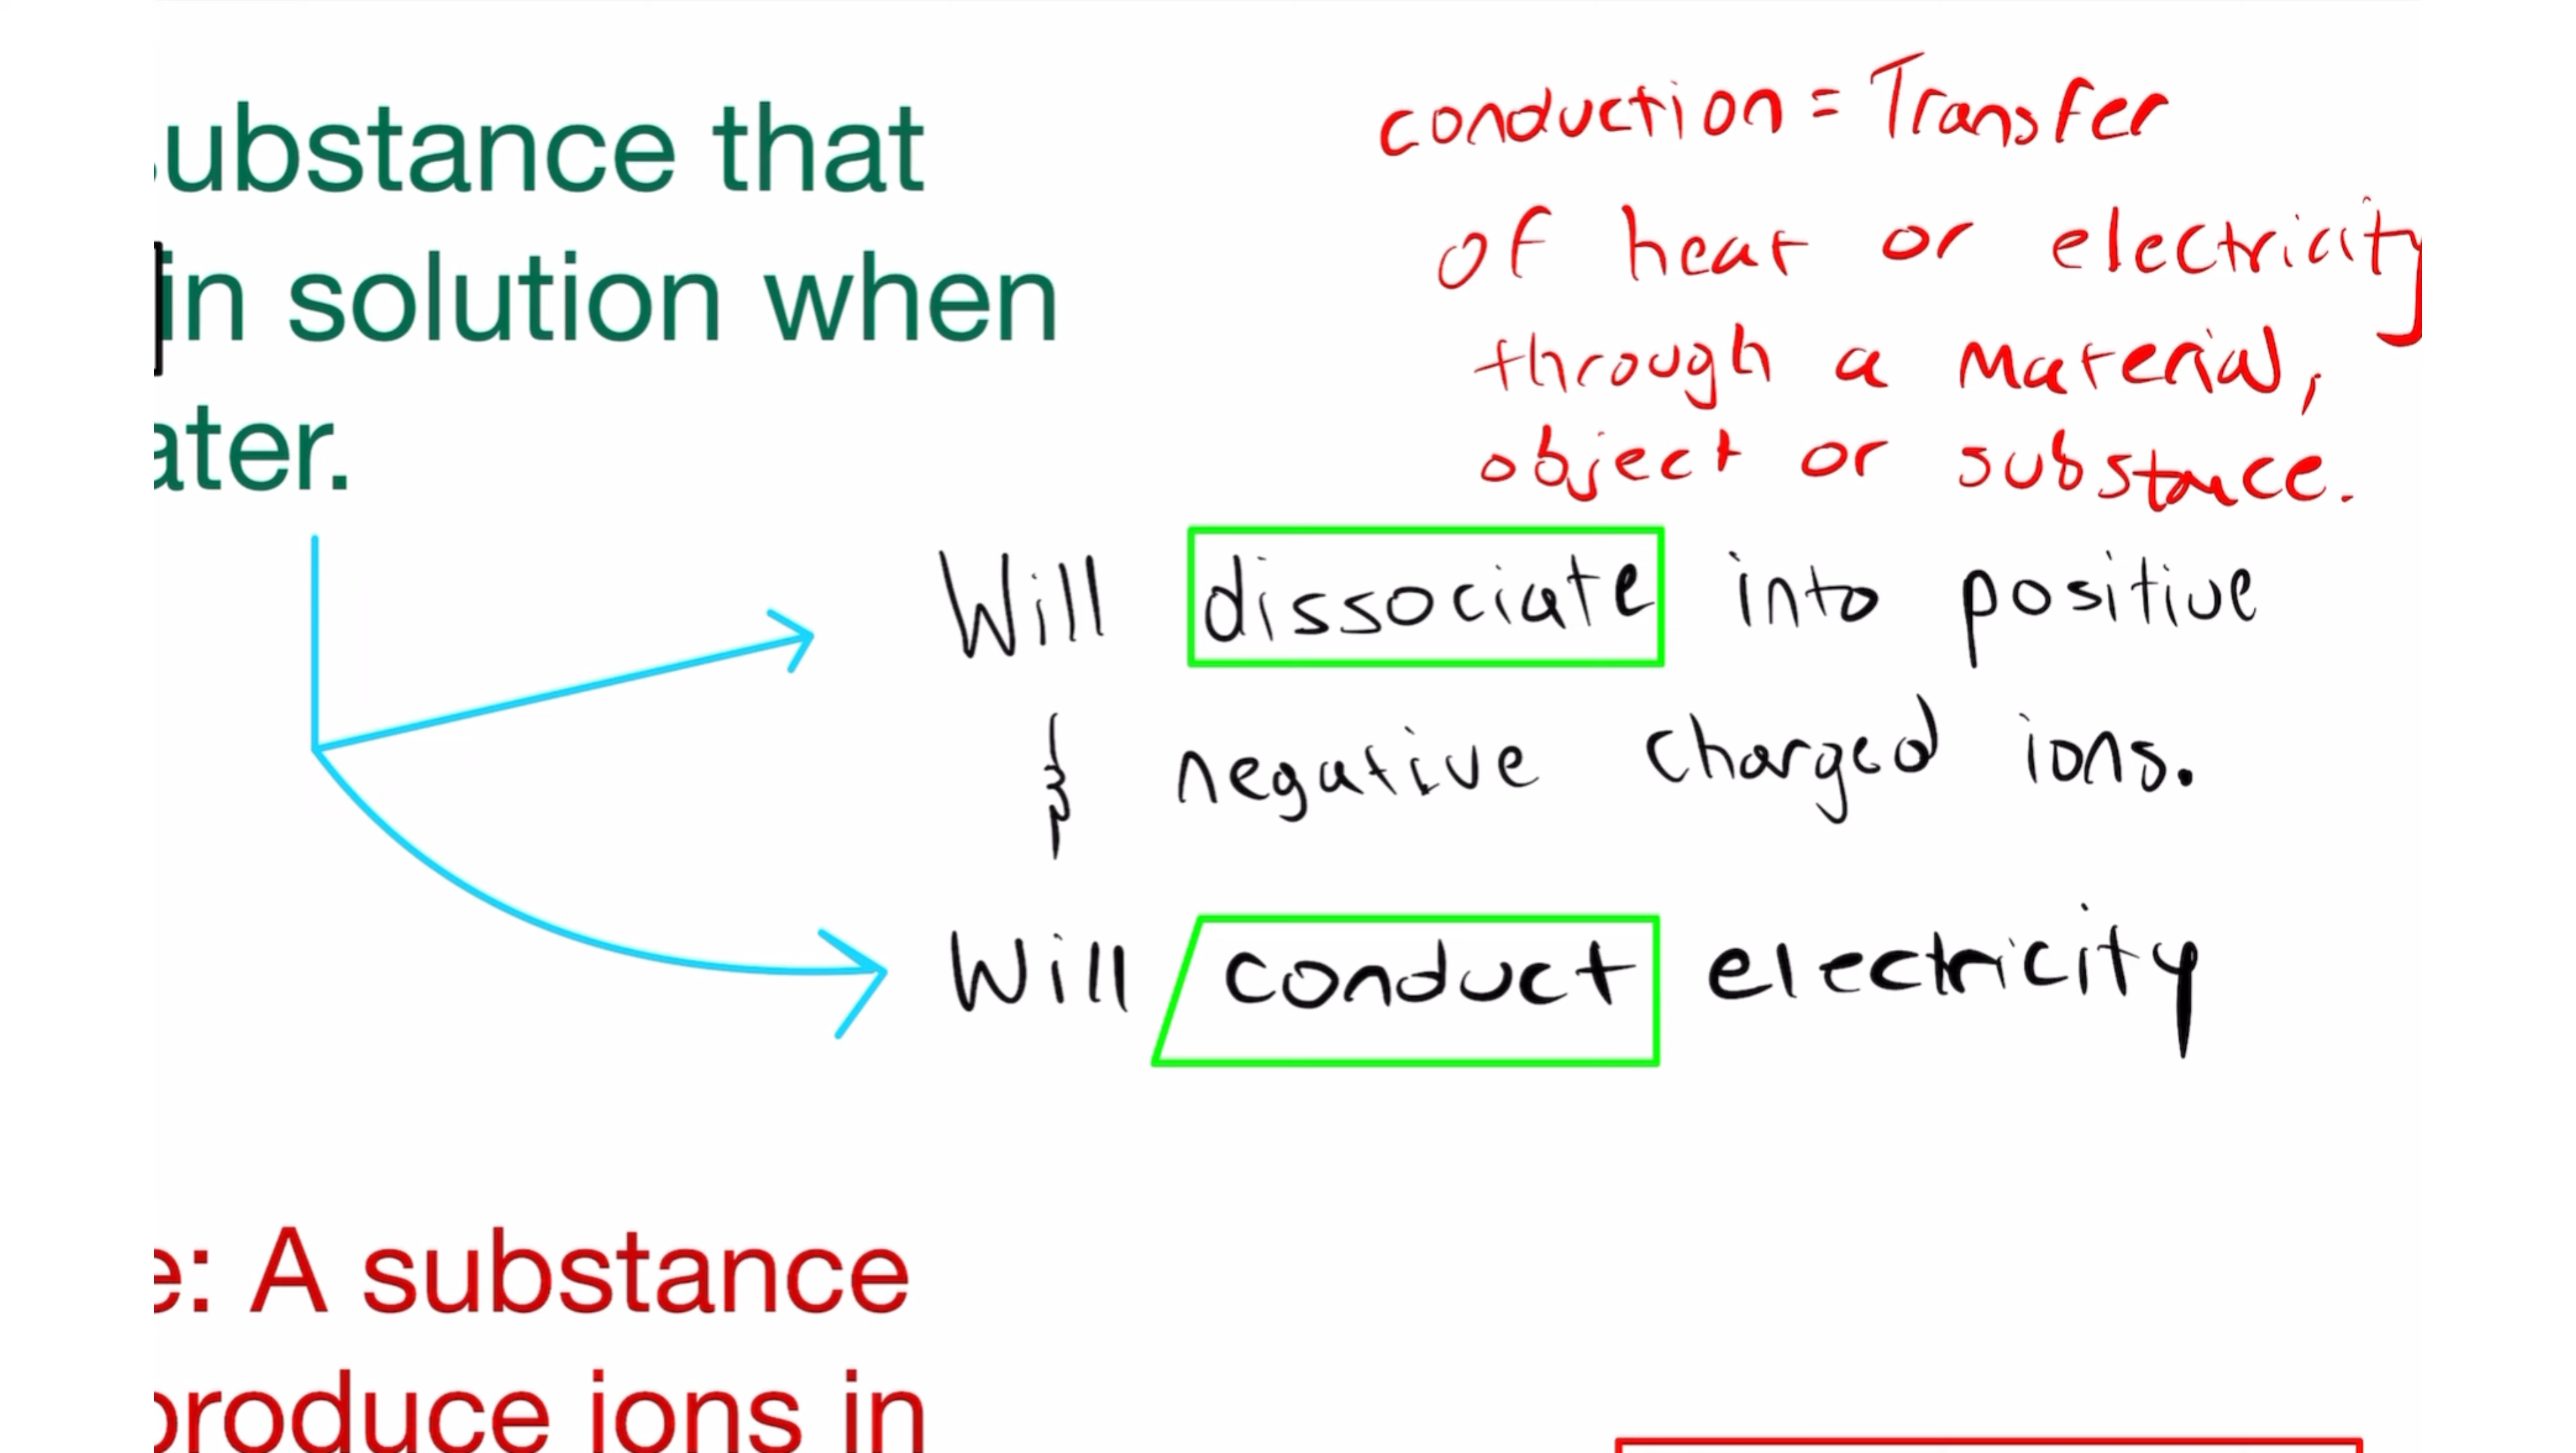 conduction = Transfer
of heat or electricity
through a Material,
object or substance.
ubstance that
in solution when
ater.
Will dissociate into positive
& negative charged ions.
Will conduct electricity
e: A substance
produce ions in